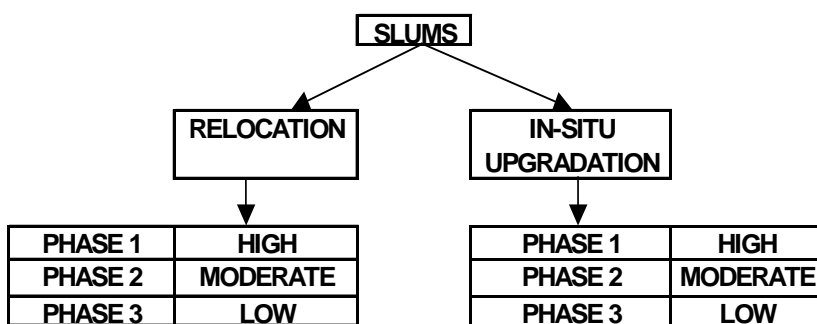 SLUMS
RELOCATION
IN-SITU
UPGRADATION
PHASE 1 HIGH
PHASE 2 MODERATE
PHASE 3 LOW
PHASE 1 HIGH
PHASE 2 MODERATE
PHASE 3 LOW